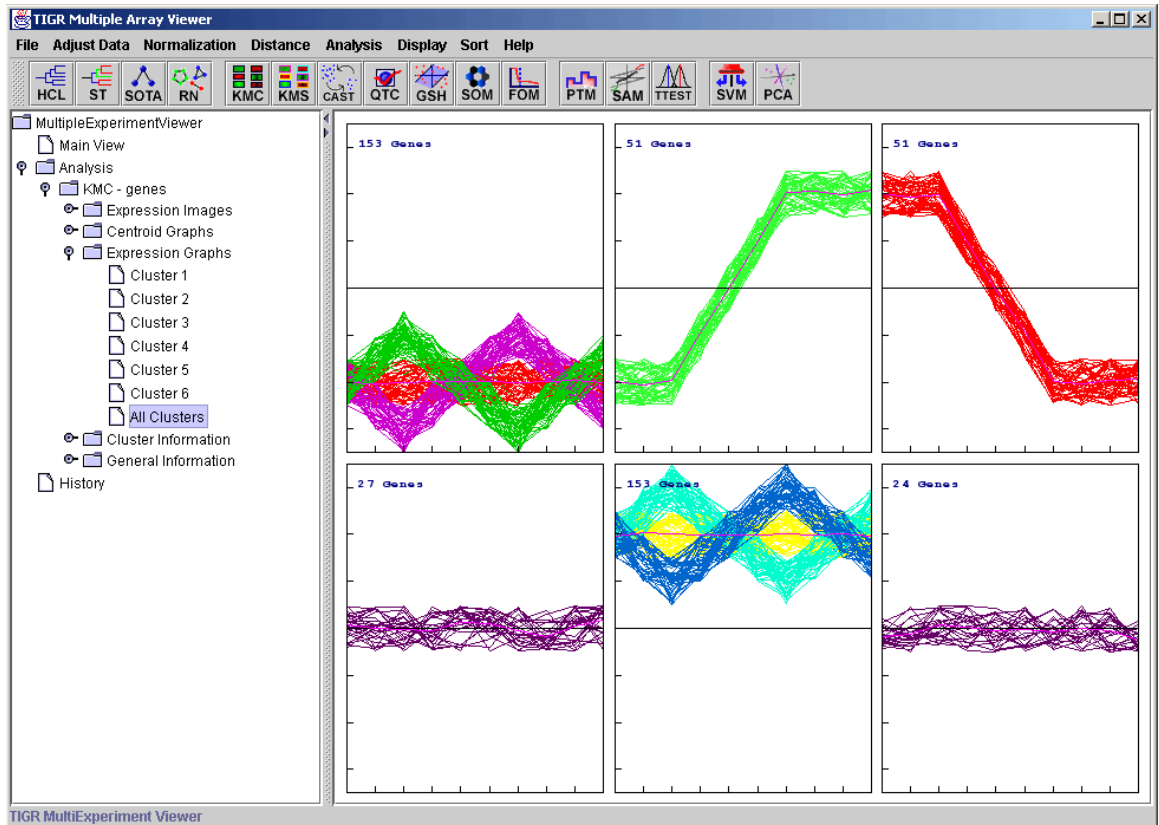 TIGR Multiple Array Viewer
File Adjust Data Normalization Distance Analysis Display Sort Help
HCL ST SOTA RN KMC KMS CAST QTC GSH SOM FOM PTM SAM TTEST SVM PCA
MultipleExperimentViewer
Main View
Analysis
KMC - genes
Expression Images
Centroid Graphs
Expression Graphs
Cluster 1
Cluster 2
Cluster 3
Cluster 4
Cluster 5
Cluster 6
All Clusters
Cluster Information
General Information
History
153 Genes
51 Genes
51 Genes
27 Genes
153 Genes
24 Genes
TIGR MultiExperiment Viewer